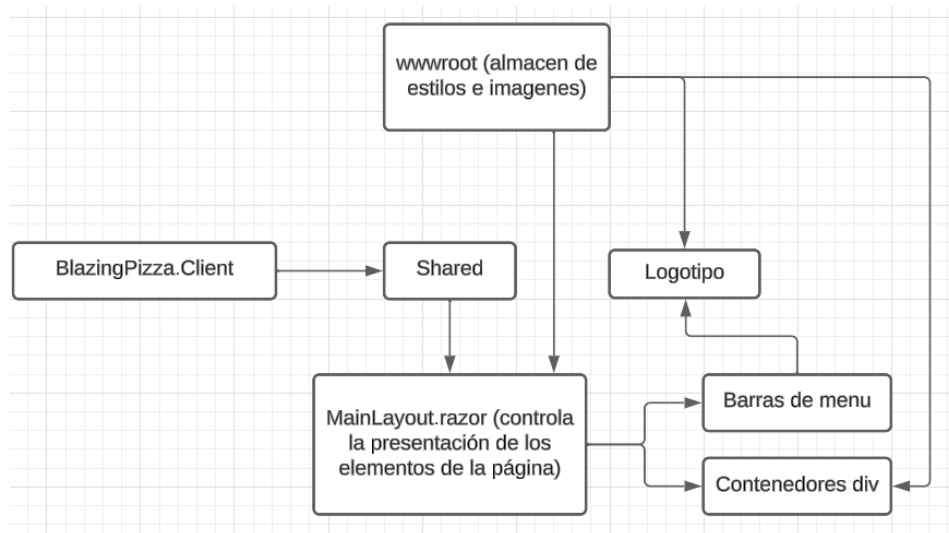 wwwroot (almacen de
estilos e imagenes)
BlazingPizza.Client
Shared
Logotipo
MainLayout.razor (controla
la presentación de los
elementos de la página)
Barras de menu
Contenedores div